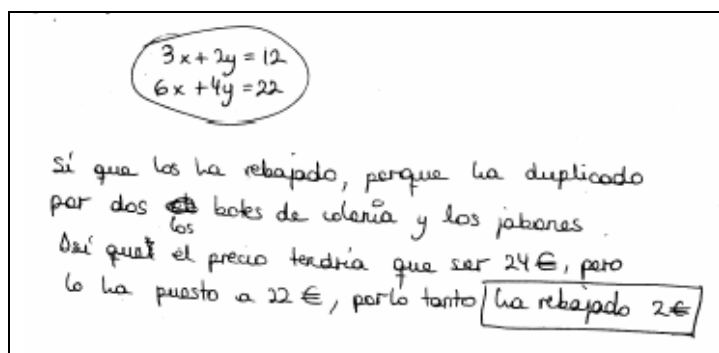 3x + 2y = 12
6x + 4y = 22
Sí que los ha rebajado, porque ha duplicado
por dos los botes de colonia y los jabones.
Así que el precio tendría que ser 24 €, pero
lo ha puesto a 22 €, por lo tanto ha rebajado 2 €